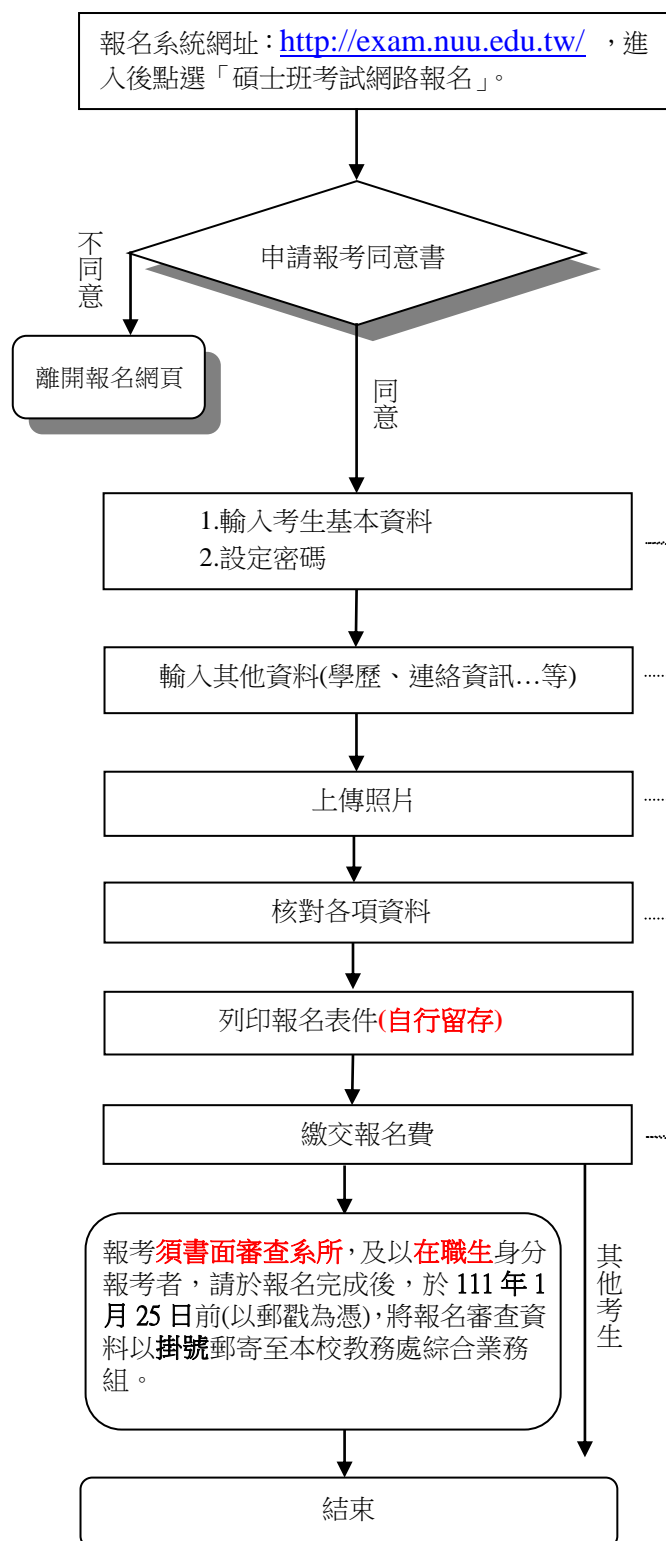 報名系統網址：http://exam.nuu.edu.tw/ ，進
入後點選「碩士班考試網路報名」。
申請報考同意書
不同意
離開報名網頁
同意
1.輸入考生基本資料
2.設定密碼
輸入其他資料(學歷、連絡資訊…等)
上傳照片
核對各項資料
列印報名表件(自行留存)
繳交報名費
報考須書面審查系所，及以在職生身分
報考者，請於報名完成後，於 111 年 1
月 25 日前(以郵戳為憑)，將報名審查資
料以掛號郵寄至本校教務處綜合業務
組。
其他考生
結束